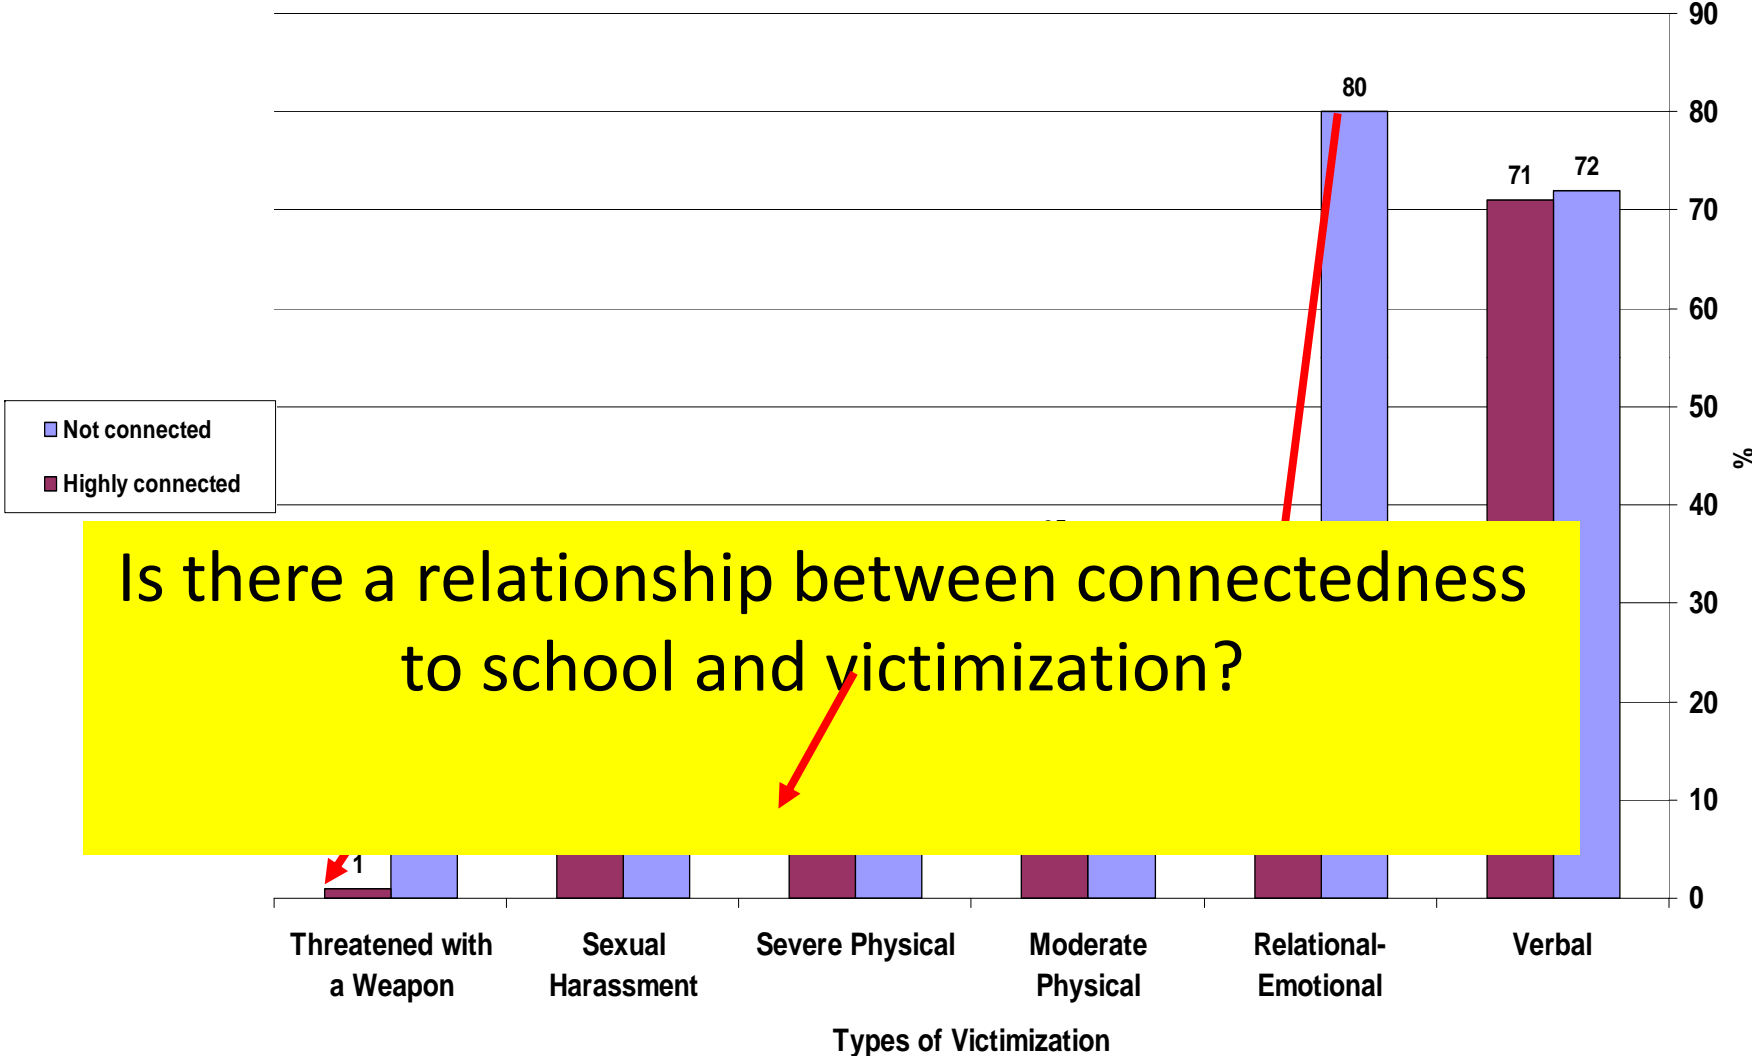 90
80
80
71
72
70
60
50
Not connected
Highly connected
%
40
Is there a relationship between connectedness
to school and victimization?
30
20
10
1
0
Threatened with
a Weapon
Sexual
Harassment
Severe Physical
Moderate
Physical
Relational-
Emotional
Verbal
Types of Victimization